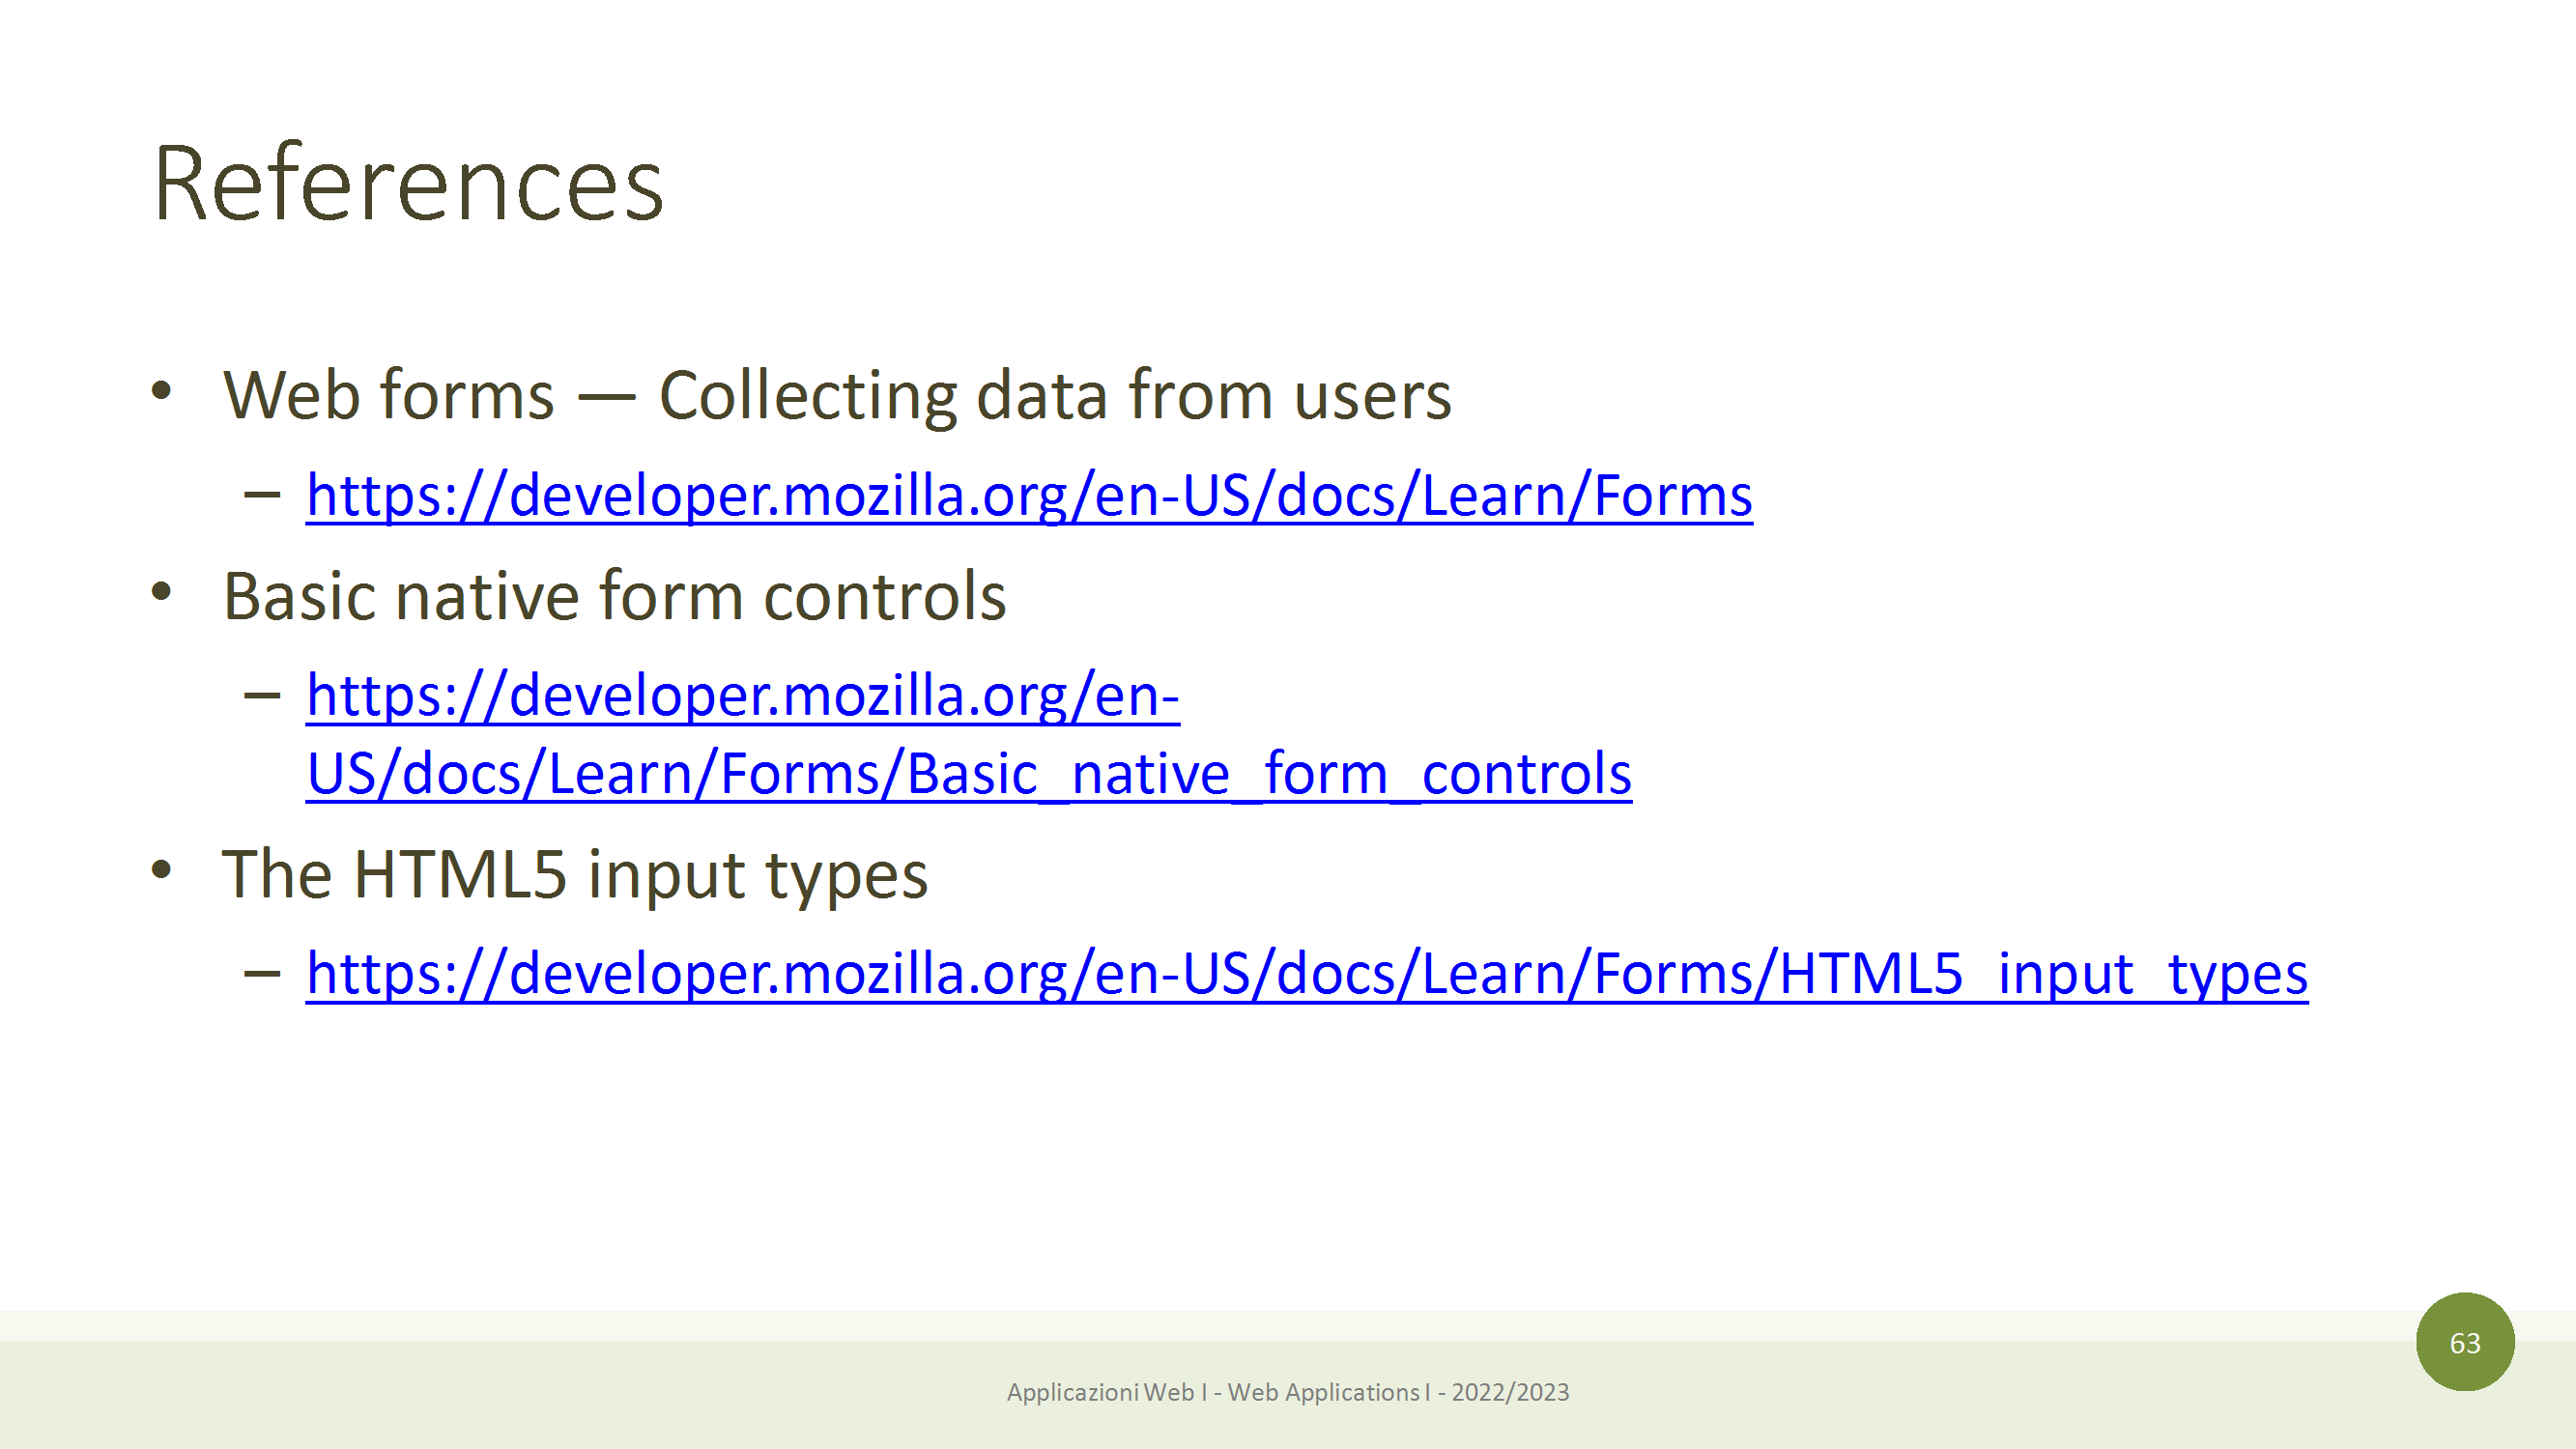 References
• Web forms — Collecting data from users
– https://developer.mozilla.org/en-US/docs/Learn/Forms
• Basic native form controls
– https://developer.mozilla.org/en-
US/docs/Learn/Forms/Basic_native_form_controls
• The HTML5 input types
– https://developer.mozilla.org/en-US/docs/Learn/Forms/HTML5_input_types
63
Applicazioni Web I - Web Applications I - 2022/2023